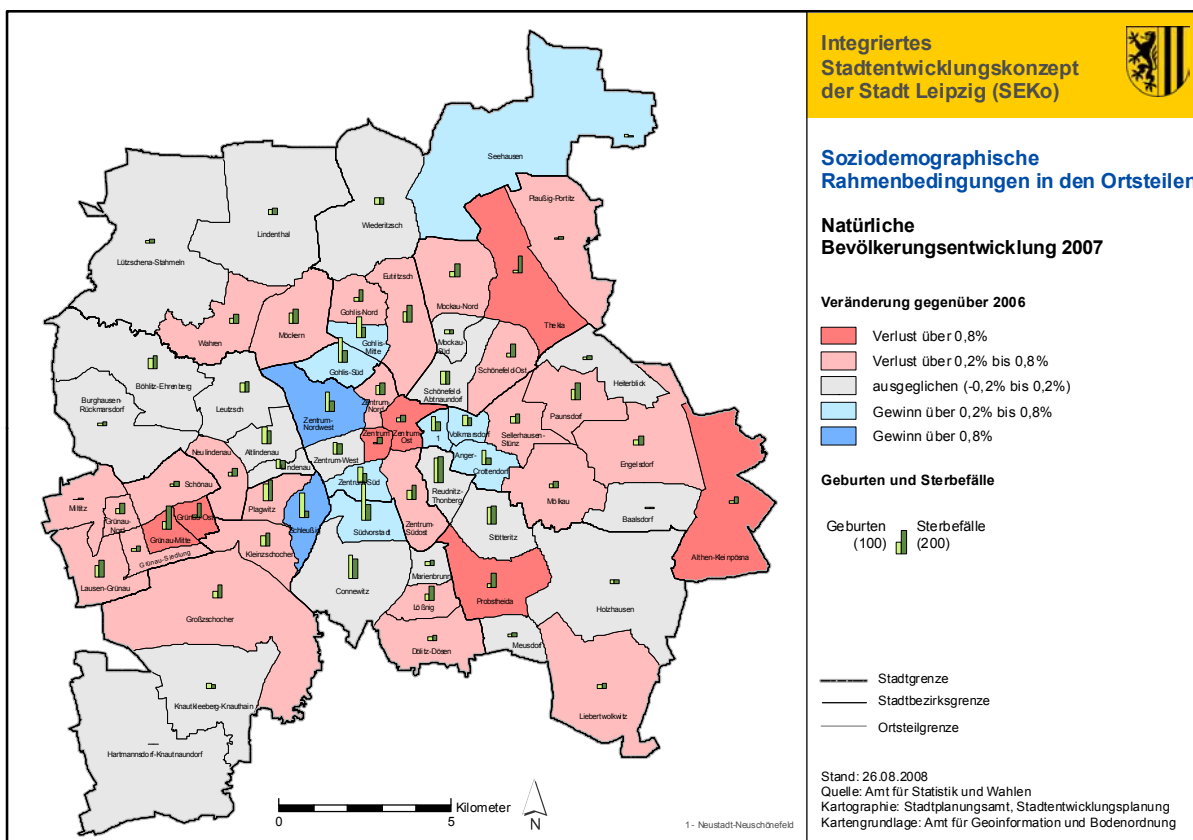 Integriertes
Stadtentwicklungskonzept
der Stadt Leipzig (SEKo)
Soziodemographische
Rahmenbedingungen in den Ortsteilen
Natürliche
Bevölkerungsentwicklung 2007
Veränderung gegenüber 2006
Verlust über 0,8%
Verlust über 0,2% bis 0,8%
ausgeglichen (-0,2% bis 0,2%)
Gewinn über 0,2% bis 0,8%
Gewinn über 0,8%
Geburten und Sterbefälle
Geburten
(100)
Sterbefälle
(200)
Stadtgrenze
Stadtbezirksgrenze
Ortsteilgrenze
Stand: 26.08.2008
Quelle: Amt für Statistik und Wahlen
Kartographie: Stadtplanungsamt, Stadtentwicklungsplanung
Kartengrundlage: Amt für Geoinformation und Bodenordnung
Seehausen
Plaußig-Portitz
Wiederitzsch
Lindenthal
Lützschena-Stahmeln
Eutritzsch
Mockau-Nord
Thekla
Gohlis-Nord
Möckern
Wahren
Gohlis-
Mitte
Mockau-
Süd
Gohlis-Süd
Schönefeld-Ost
Heiterblick
Böhlitz-Ehrenberg
Schönefeld-
Abtnaundorf
Burghausen-
Rückmarsdorf
Leutzsch
Zentrum-
Nord
Paunsdorf
Zentrum-
Nordwest
Zentrum
Zentrum-
Ost
1
Volkmarsdorf
Sellerhausen-
Stünz
Altlindenau
Neulindenau
Lindenau
Zentrum-West
Anger-
Crottendorf
Engelsdorf
Schönau
Zentrum-Süd
Reudnitz-
Thonberg
Mölkau
Miltitz
Plagwitz
Grünau-
Nord
Grünau-Ost
Schleußig
Südvorstadt
Zentrum-
Südost
Baalsdorf
Grünau-Mitte
Kleinzschocher
Stötteritz
Grünau-Siedlung
Althen-Kleinpösna
Lausen-Grünau
Marienbrunn
Connewitz
Probstheida
Lößnig
Holzhausen
Großzschocher
Meusdorf
Dölitz-Dösen
Knautkleeberg-Knauthain
Liebertwolkwitz
Hartmannsdorf-Knautnaundorf
Kilometer
0
5
N
1 - Neustadt-Neuschönefeld